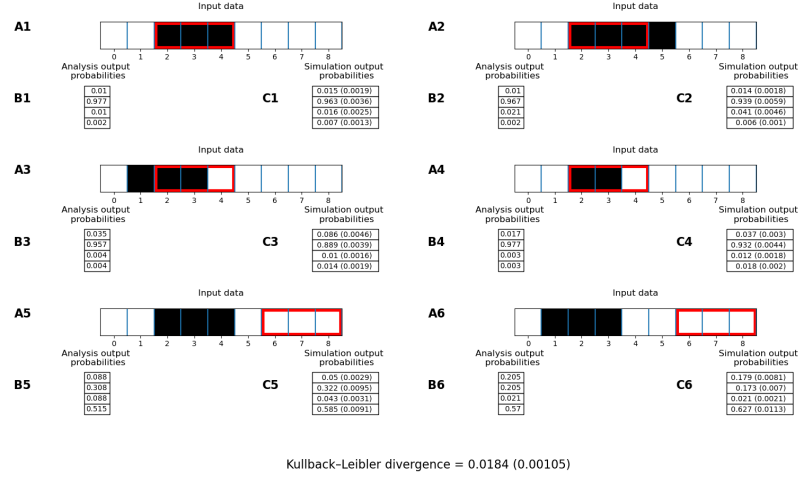 Input data
A1
0 1 2 3 4 5 6 7 8
Analysis output
probabilities
Simulation output
probabilities
B1
0.01
0.977
0.01
0.002
C1
0.015 (0.0019)
0.963 (0.0036)
0.016 (0.0025)
0.007 (0.0013)
Input data
A2
0 1 2 3 4 5 6 7 8
Analysis output
probabilities
Simulation output
probabilities
B2
0.01
0.967
0.021
0.002
C2
0.014 (0.0018)
0.939 (0.0059)
0.041 (0.0046)
0.006 (0.001)
Input data
A3
0 1 2 3 4 5 6 7 8
Analysis output
probabilities
Simulation output
probabilities
B3
0.035
0.957
0.004
0.004
C3
0.086 (0.0046)
0.889 (0.0039)
0.01 (0.0016)
0.014 (0.0019)
Input data
A4
0 1 2 3 4 5 6 7 8
Analysis output
probabilities
Simulation output
probabilities
B4
0.017
0.977
0.003
0.003
C4
0.037 (0.003)
0.932 (0.0044)
0.012 (0.0018)
0.018 (0.002)
Input data
A5
0 1 2 3 4 5 6 7 8
Analysis output
probabilities
Simulation output
probabilities
B5
0.088
0.308
0.088
0.515
C5
0.05 (0.0029)
0.322 (0.0095)
0.043 (0.0031)
0.585 (0.0091)
Input data
A6
0 1 2 3 4 5 6 7 8
Analysis output
probabilities
Simulation output
probabilities
B6
0.205
0.205
0.021
0.57
C6
0.179 (0.0081)
0.173 (0.007)
0.021 (0.0021)
0.627 (0.0113)
Kullback–Leibler divergence = 0.0184 (0.00105)